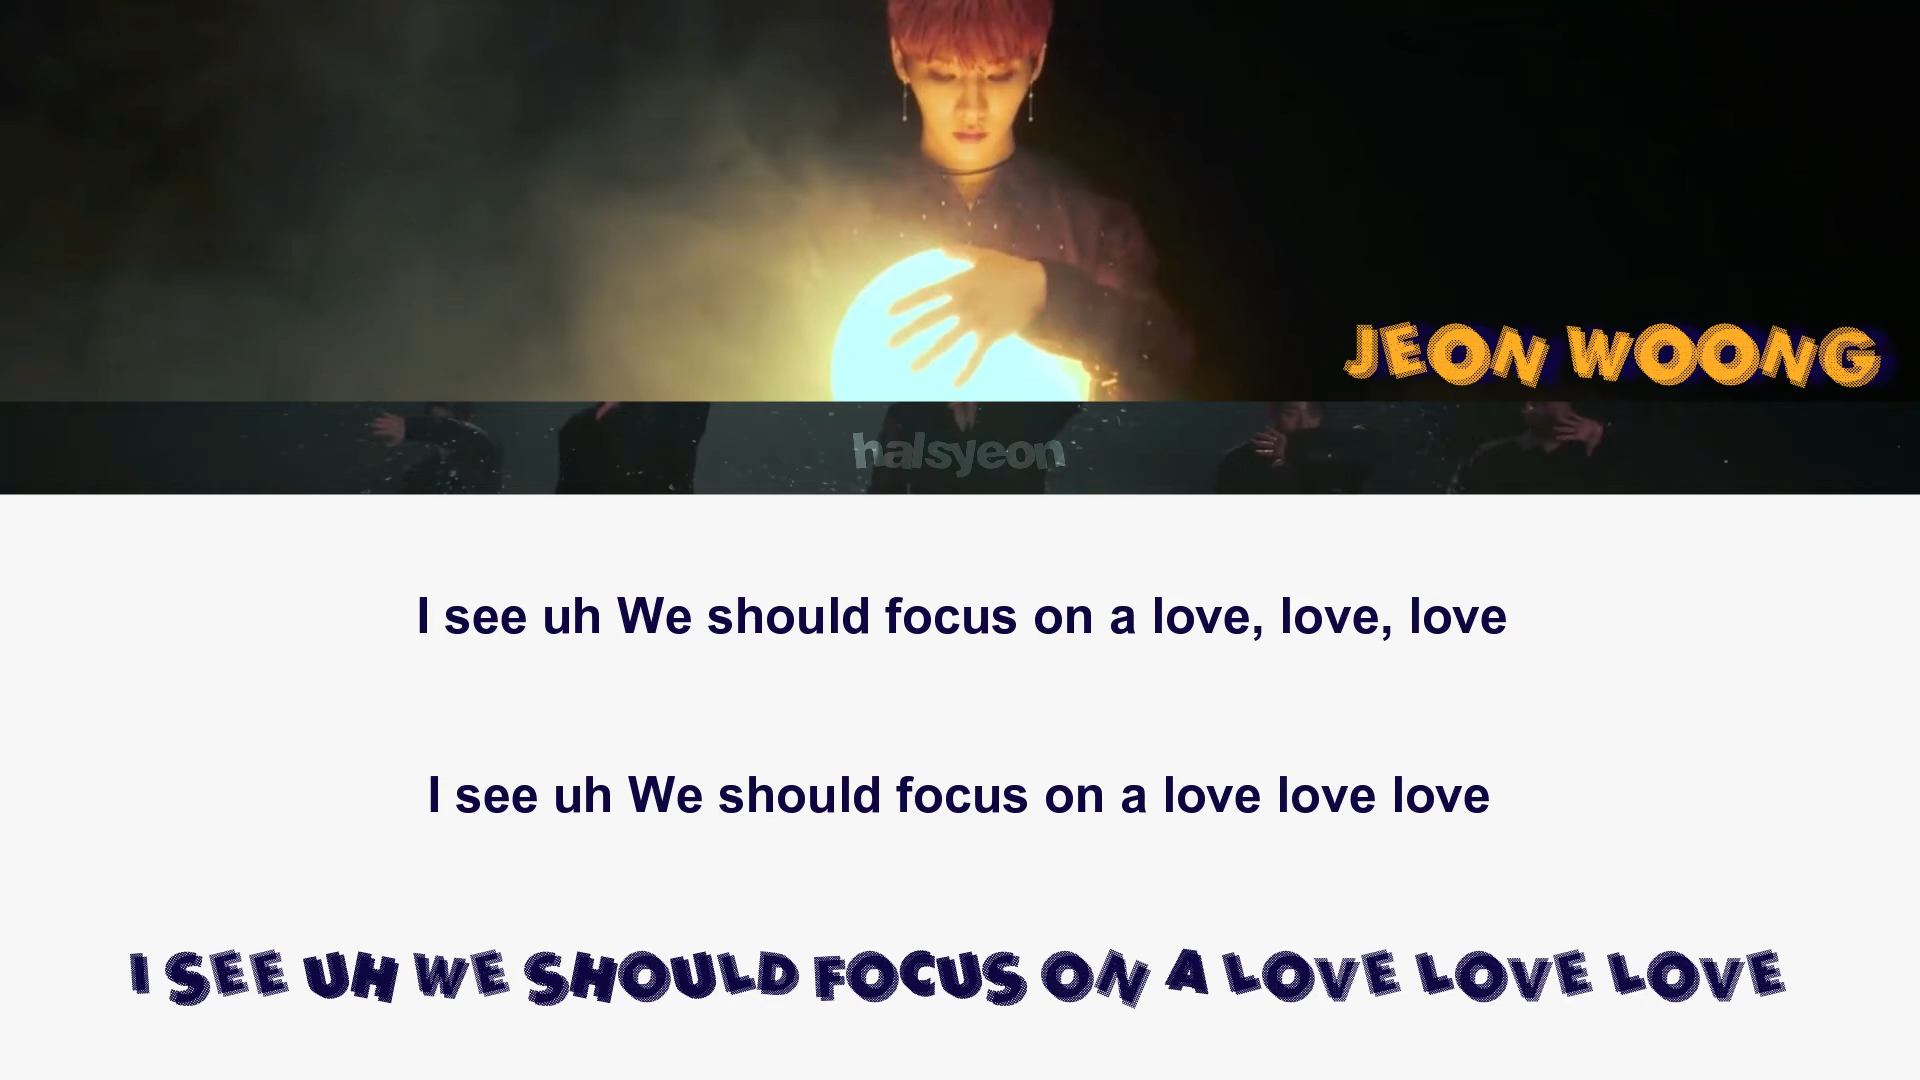 JEON WOONG
halsyeon
I see uh We should focus on a love, love, love
I see uh We should focus on a love love love
I SEE UH WE SHOULD FOCUS ON A LOVE LOVE LOVE